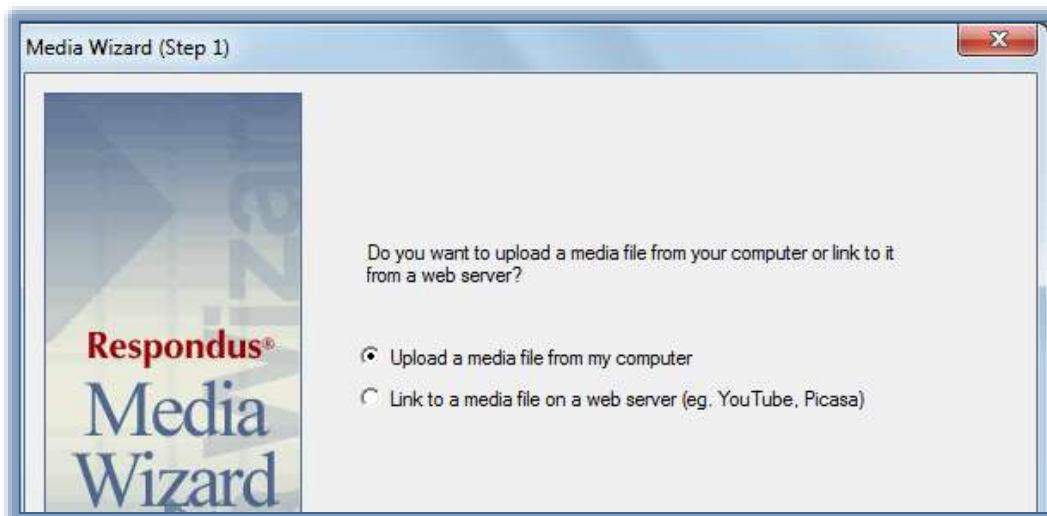 Media Wizard (Step 1)
Do you want to upload a media file from your computer or link to it
from a web server?
Respondus®
Media
Wizard
Upload a media file from my computer
Link to a media file on a web server (eg. YouTube, Picasa)